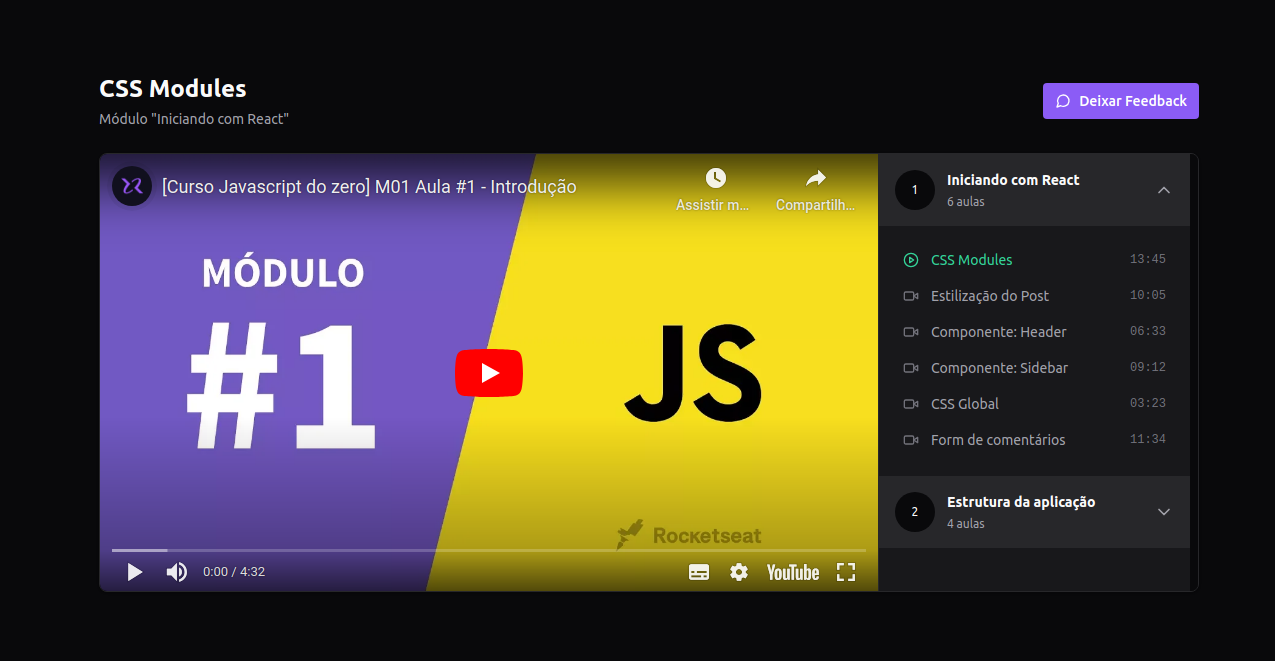 CSS Modules
Módulo "Iniciando com React"
Deixar Feedback
[Curso Javascript do zero] M01 Aula #1 - Introdução
Assistir m...
Compartilh...
MÓDULO
#1
JS
Rocketseat
0:00 / 4:32
YouTube
1
Iniciando com React
6 aulas
CSS Modules 13:45
Estilização do Post 10:05
Componente: Header 06:33
Componente: Sidebar 09:12
CSS Global 03:23
Form de comentários 11:34
2
Estrutura da aplicação
4 aulas